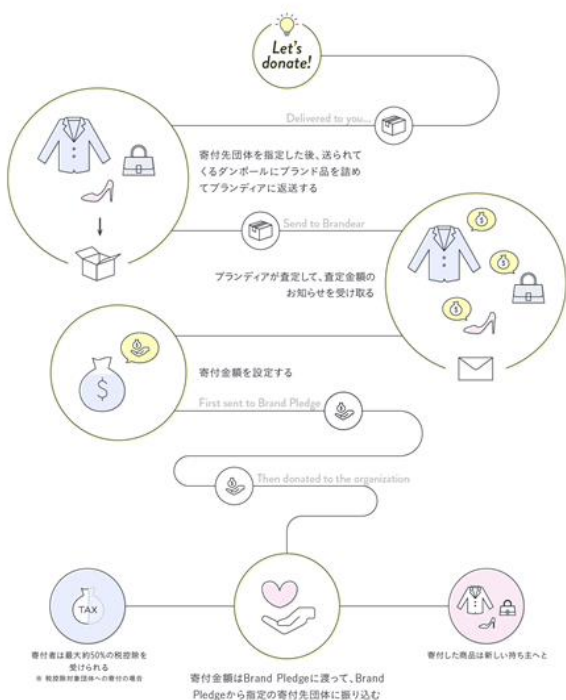 Let's
donate!
Delivered to you...
寄付先団体を指定した後、送られて
くるダンボールにブランド品を詰め
てブランディアに返送する
Send to Brandear
ブランディアが査定して、査定金額の
お知らせを受け取る
$
$
$
$
寄付金額を設定する
First sent to Brand Pledge
Then donated to the organization
TAX
寄付者は最大約50%の税控除を
受けられる
※ 税控除対象団体への寄付の場合
寄付金額はBrand Pledgeに渡って、Brand
Pledgeから指定の寄付先団体に振り込む
寄付した商品は新しい持ち主へと